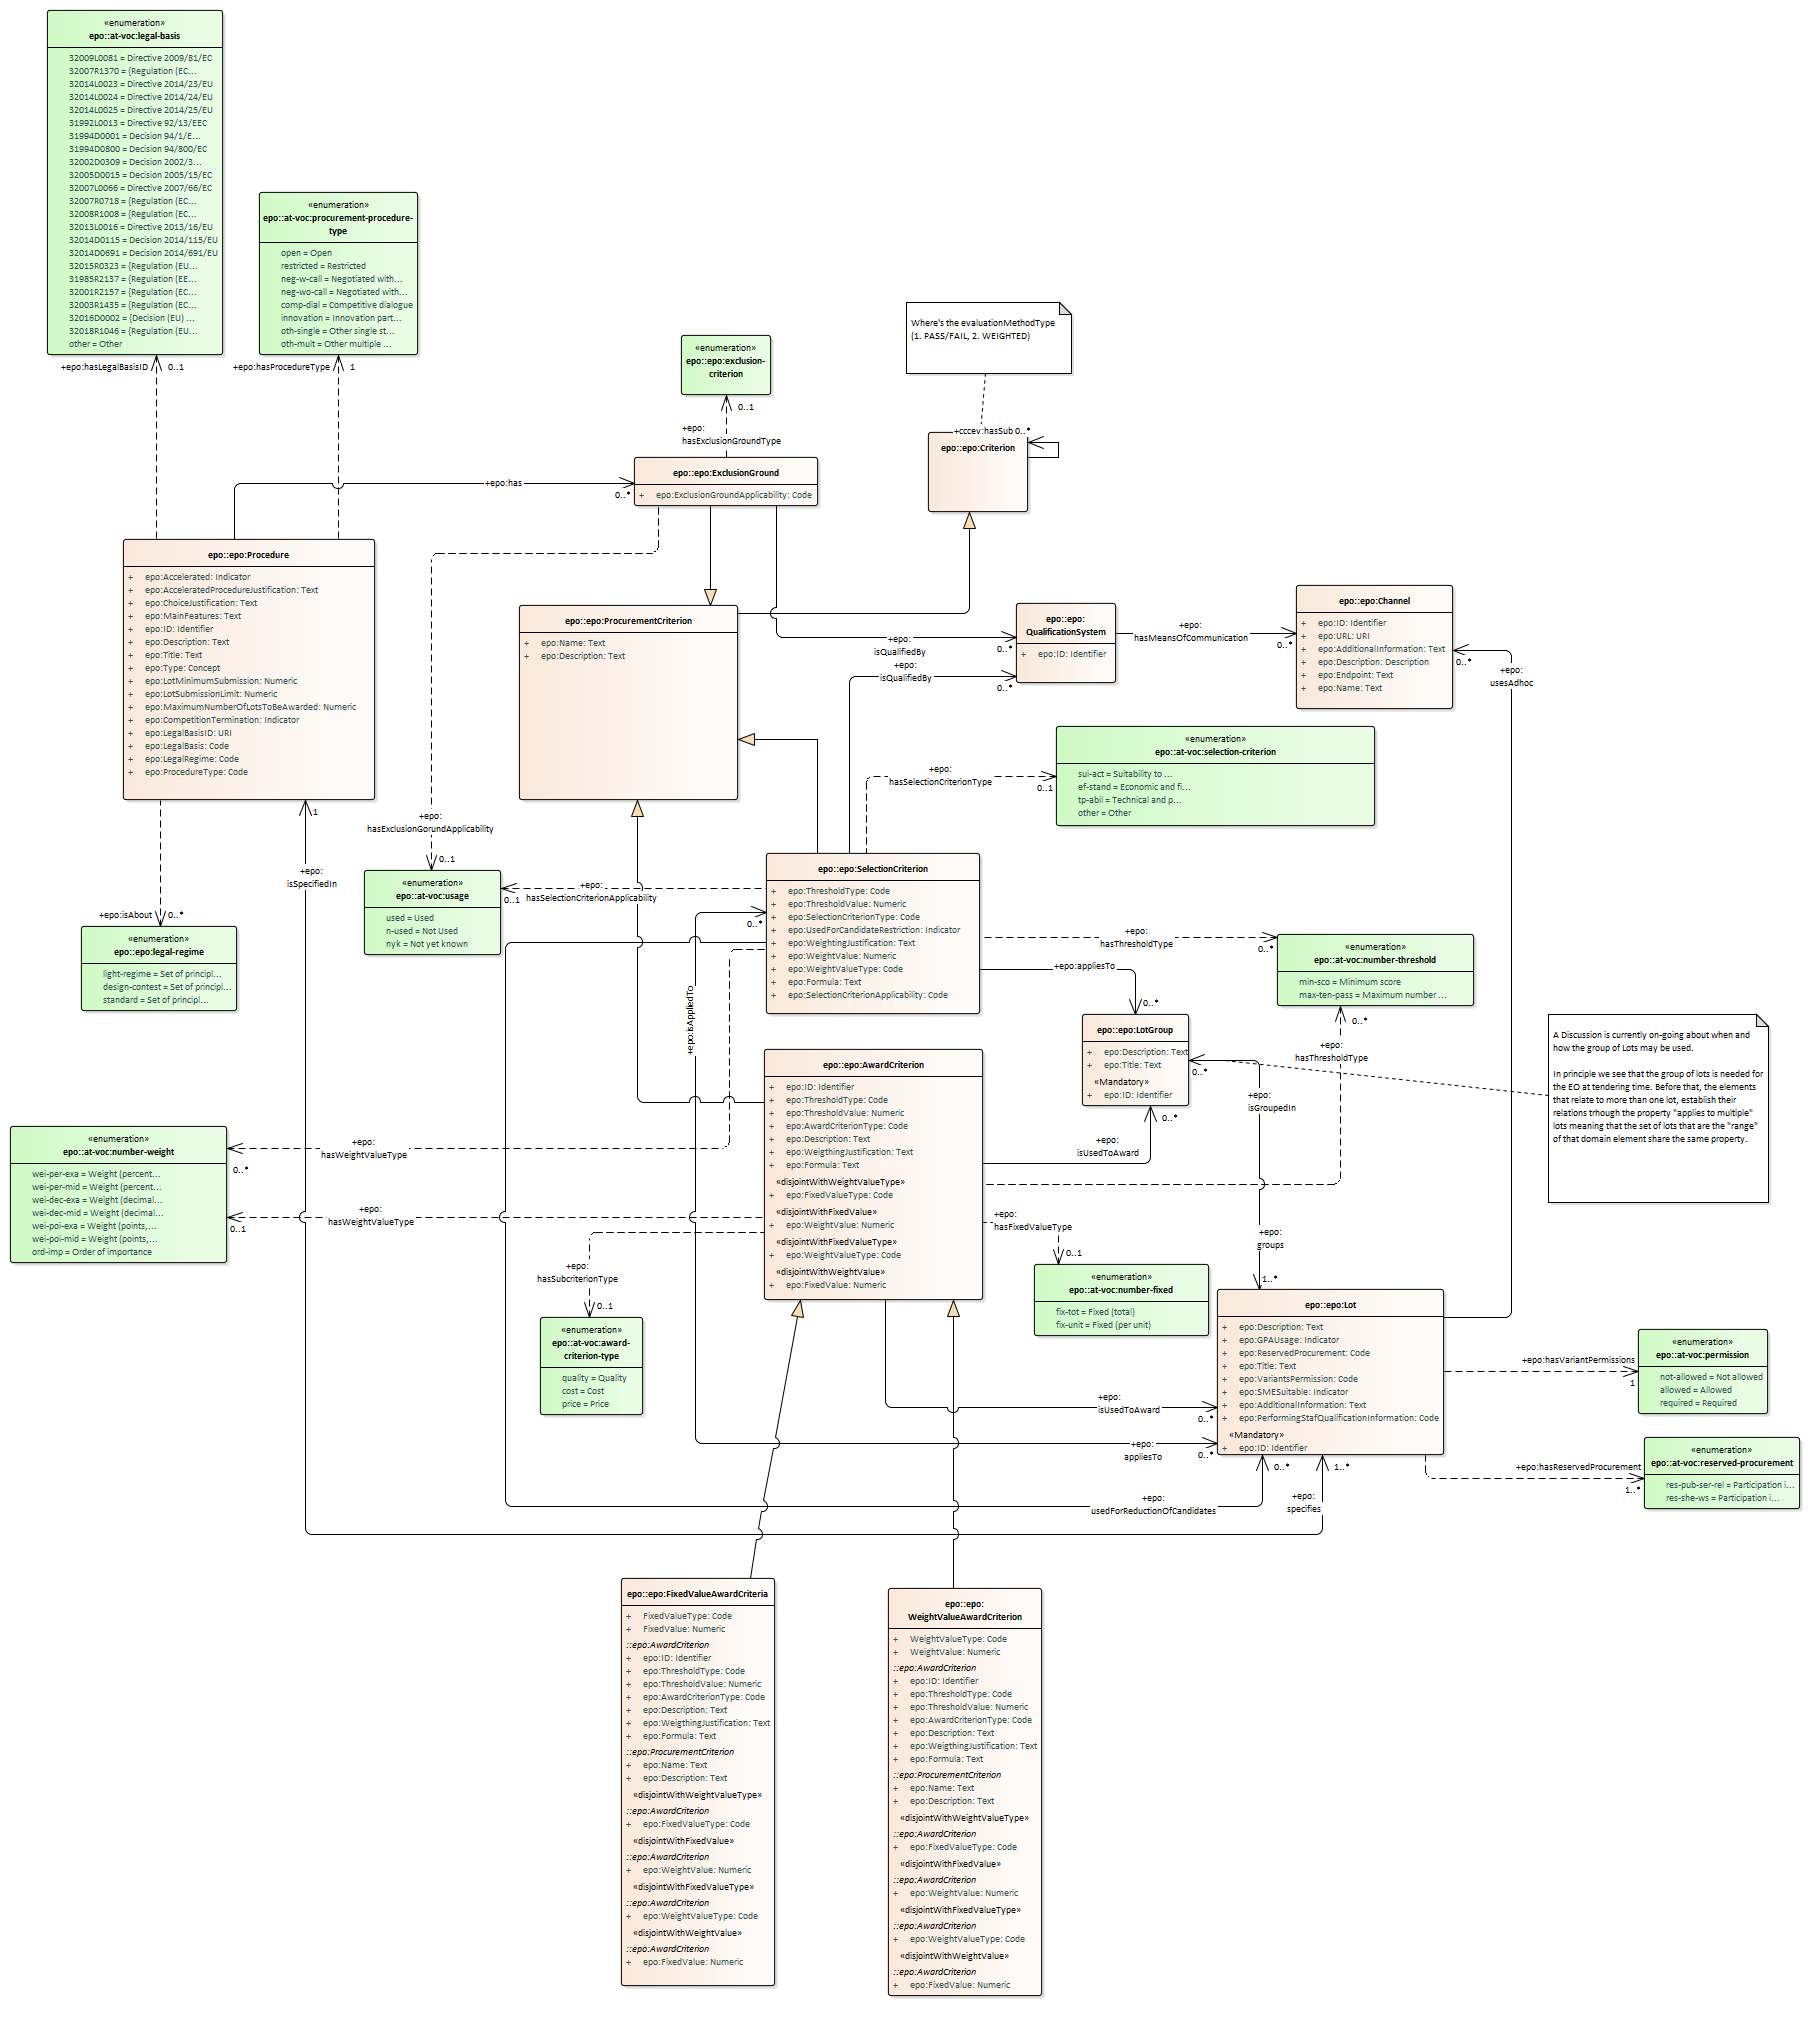 «enumeration»
epo::at-voc:legal-basis
32009L0081 = Directive 2009/81/EC
32007R1370 = {Regulation (EC...
32014L0023 = Directive 2014/23/EU
32014L0024 = Directive 2014/24/EU
32014L0025 = Directive 2014/25/EU
31992L0013 = Directive 92/13/EEC
31994D0001 = Decision 94/1/E...
31994D0800 = Decision 94/800/EC
32002D0309 = Decision 2002/3...
32005D0015 = Decision 2005/15/EC
32007L0066 = Directive 2007/66/EC
32007R0718 = {Regulation (EC...
32008R1008 = {Regulation (EC...
32013L0016 = Directive 2013/16/EU
32014D0115 = Decision 2014/115/EU
32014D0691 = Decision 2014/691/EU
32015R0323 = {Regulation (EU...
31985R2137 = {Regulation (EE...
32001R2157 = {Regulation (EC...
32003R1435 = {Regulation (EC...
32016D0002 = {Decision (EU) ...
32018R1046 = {Regulation (EU...
other = Other
«enumeration»
epo::at-voc:procurement-procedure-
type
open = Open
restricted = Restricted
neg-w-call = Negotiated with...
neg-wo-call = Negotiated with...
comp-dial = Competitive dialogue
innovation = Innovation part...
oth-single = Other single st...
oth-mult = Other multiple ...
+epo:hasLegalBasisID 0..1
+epo:hasProcedureType 1
«enumeration»
epo::epo:exclusion-
criterion
0..1
+epo:
hasExclusionGroundType
Where's the evaluationMethodType
(1. PASS/FAIL, 2. WEIGHTED)
+cccev:hasSub 0..*
epo::epo:Criterion
epo::epo:ExclusionGround
+ epo:ExclusionGroundApplicability: Code
+epo:has
0..*
epo::epo:Procedure
+ epo:Accelerated: Indicator
+ epo:AcceleratedProcedureJustification: Text
+ epo:ChoiceJustification: Text
+ epo:MainFeatures: Text
+ epo:ID: Identifier
+ epo:Description: Text
+ epo:Title: Text
+ epo:Type: Concept
+ epo:LotMinimumSubmission: Numeric
+ epo:LotSubmissionLimit: Numeric
+ epo:MaximumNumberOfLotsToBeAwarded: Numeric
+ epo:CompetitionTermination: Indicator
+ epo:LegalBasisID: URI
+ epo:LegalBasis: Code
+ epo:LegalRegime: Code
+ epo:ProcedureType: Code
epo::epo:ProcurementCriterion
+ epo:Name: Text
+ epo:Description: Text
+epo:
isQualifiedBy
0..*
+epo:
isQualifiedBy
0..*
epo::epo:
QualificationSystem
+ epo:ID: Identifier
+epo:
hasMeansOfCommunication
0..*
epo::epo:Channel
+ epo:ID: Identifier
+ epo:URL: URI
+ epo:AdditionalInformation: Text
+ epo:Description: Description
+ epo:Endpoint: Text
+ epo:Name: Text
0..*
+epo:
usesAdhoc
«enumeration»
epo::at-voc:selection-criterion
sui-act = Suitability to ...
ef-stand = Economic and fi...
tp-abil = Technical and p...
other = Other
+epo:
hasSelectionCriterionType
0..1
1
+epo:
isSpecifiedIn
+epo:
hasExclusionGorundApplicability
0..1
«enumeration»
epo::at-voc:usage
used = Used
n-used = Not Used
nyk = Not yet known
+epo:
hasSelectionCriterionApplicability
0..1
+epo:isAbout 0..*
«enumeration»
epo::epo:legal-regime
light-regime = Set of principl...
design-contest = Set of principl...
standard = Set of principl...
epo::epo:SelectionCriterion
+ epo:ThresholdType: Code
+ epo:ThresholdValue: Numeric
+ epo:SelectionCriterionType: Code
+ epo:UsedForCandidateRestriction: Indicator
+ epo:WeightingJustification: Text
+ epo:WeightValue: Numeric
+ epo:WeightValueType: Code
+ epo:Formula: Text
+ epo:SelectionCriterionApplicability: Code
0..*
+epo:isAppliedTo
+epo:
hasThresholdType
0..*
«enumeration»
epo::at-voc:number-threshold
min-sco = Minimum score
max-ten-pass = Maximum number ...
+epo:appliesTo
0..*
epo::epo:LotGroup
+ epo:Description: Text
+ epo:Title: Text
«Mandatory»
+ epo:ID: Identifier
0..*
+epo:
hasThresholdType
0..*
+epo:
isGroupedIn
0..*
+epo:
isUsedToAward
A Discussion is currently on-going about when and
how the group of Lots may be used.
In principle we see that the group of lots is needed for
the EO at tendering time. Before that, the elements
that relate to more than one lot, establish their
relations trhough the property "applies to multiple"
lots meaning that the set of lots that are the "range"
of that domain element share the same property.
epo::epo:AwardCriterion
+ epo:ID: Identifier
+ epo:ThresholdType: Code
+ epo:ThresholdValue: Numeric
+ epo:AwardCriterionType: Code
+ epo:Description: Text
+ epo:WeigthingJustification: Text
+ epo:Formula: Text
«disjointWithWeightValueType»
+ epo:FixedValueType: Code
«disjointWithFixedValue»
+ epo:WeightValue: Numeric
«disjointWithFixedValueType»
+ epo:WeightValueType: Code
«disjointWithWeightValue»
+ epo:FixedValue: Numeric
«enumeration»
epo::at-voc:number-weight
wei-per-exa = Weight (percent...
wei-per-mid = Weight (percent...
wei-dec-exa = Weight (decimal...
wei-dec-mid = Weight (decimal...
wei-poi-exa = Weight (points,...
wei-poi-mid = Weight (points,...
ord-imp = Order of importance
+epo:
hasWeightValueType
0..*
+epo:
hasWeightValueType
0..1
+epo:
hasSubcriterionType
0..1
«enumeration»
epo::at-voc:award-
criterion-type
quality = Quality
cost = Cost
price = Price
+epo:
hasFixedValueType
0..1
«enumeration»
epo::at-voc:number-fixed
fix-tot = Fixed (total)
fix-unit = Fixed (per unit)
+epo:
groups
1..*
epo::epo:Lot
+ epo:Description: Text
+ epo:GPAUsage: Indicator
+ epo:ReservedProcurement: Code
+ epo:Title: Text
+ epo:VariantsPermission: Code
+ epo:SMESuitable: Indicator
+ epo:AdditionalInformation: Text
+ epo:PerformingStafQualificationInformation: Code
«Mandatory»
+ epo:ID: Identifier
+epo:hasVariantPermissions
1
«enumeration»
epo::at-voc:permission
not-allowed = Not allowed
allowed = Allowed
required = Required
+epo:hasReservedProcurement
1..*
«enumeration»
epo::at-voc:reserved-procurement
res-pub-ser-rel = Participation i...
res-she-ws = Participation i...
+epo:
isUsedToAward
0..*
+epo:
appliesTo
0..*
0..*
+epo:
usedForReductionOfCandidates
1..*
+epo:
specifies
epo::epo:FixedValueAwardCriteria
+ FixedValueType: Code
+ FixedValue: Numeric
::epo:AwardCriterion
+ epo:ID: Identifier
+ epo:ThresholdType: Code
+ epo:ThresholdValue: Numeric
+ epo:AwardCriterionType: Code
+ epo:Description: Text
+ epo:WeigthingJustification: Text
+ epo:Formula: Text
::epo:ProcurementCriterion
+ epo:Name: Text
+ epo:Description: Text
«disjointWithWeightValueType»
::epo:AwardCriterion
+ epo:FixedValueType: Code
«disjointWithFixedValue»
::epo:AwardCriterion
+ epo:WeightValue: Numeric
«disjointWithFixedValueType»
::epo:AwardCriterion
+ epo:WeightValueType: Code
«disjointWithWeightValue»
::epo:AwardCriterion
+ epo:FixedValue: Numeric
epo::epo:
WeightValueAwardCriterion
+ WeightValueType: Code
+ WeightValue: Numeric
::epo:AwardCriterion
+ epo:ID: Identifier
+ epo:ThresholdType: Code
+ epo:ThresholdValue: Numeric
+ epo:AwardCriterionType: Code
+ epo:Description: Text
+ epo:WeigthingJustification: Text
+ epo:Formula: Text
::epo:ProcurementCriterion
+ epo:Name: Text
+ epo:Description: Text
«disjointWithWeightValueType»
::epo:AwardCriterion
+ epo:FixedValueType: Code
«disjointWithFixedValue»
::epo:AwardCriterion
+ epo:WeightValue: Numeric
«disjointWithFixedValueType»
::epo:AwardCriterion
+ epo:WeightValueType: Code
«disjointWithWeightValue»
::epo:AwardCriterion
+ epo:FixedValue: Numeric